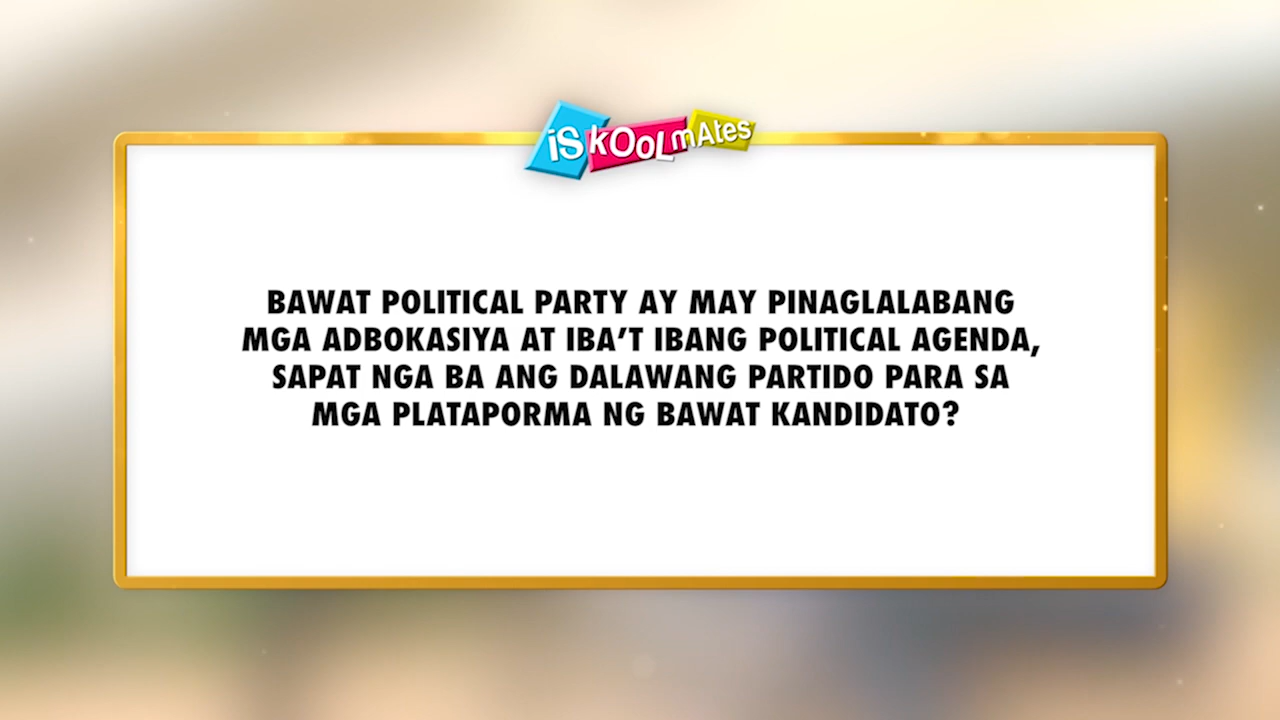 iSkOoLmAtes
BAWAT POLITICAL PARTY AY MAY PINAGLALABANG
MGA ADBOKASIYA AT IBA'T IBANG POLITICAL AGENDA,
SAPAT NGA BA ANG DALAWANG PARTIDO PARA SA
MGA PLATAPORMA NG BAWAT KANDIDATO?